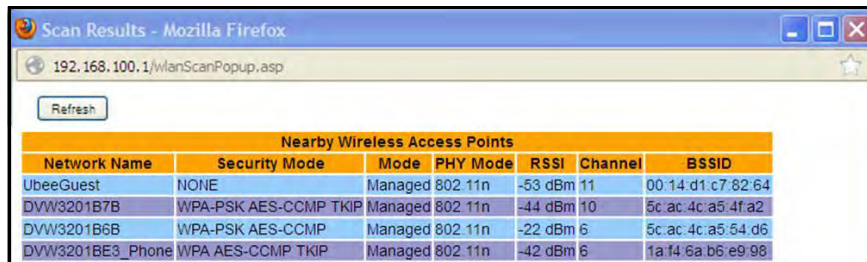 Scan Results - Mozilla Firefox
192.168.100.1/wlanScanPopup.asp
Refresh
Nearby Wireless Access Points
Network Name Security Mode Mode PHY Mode RSSI Channel BSSID
UbeeGuest NONE Managed 802.11n -53 dBm 11 00:14:d1:c7:82:64
DVW3201B7B WPA-PSK AES-CCMP TKIP Managed 802.11n -44 dBm 10 5c:ac:4c:a5:4f:a2
DVW3201B6B WPA-PSK AES-CCMP Managed 802.11n -22 dBm 6 5c:ac:4c:a5:54:d6
DVW3201BE3_Phone WPA AES-CCMP TKIP Managed 802.11n -42 dBm 6 1a:f4:6a:b6:e9:98